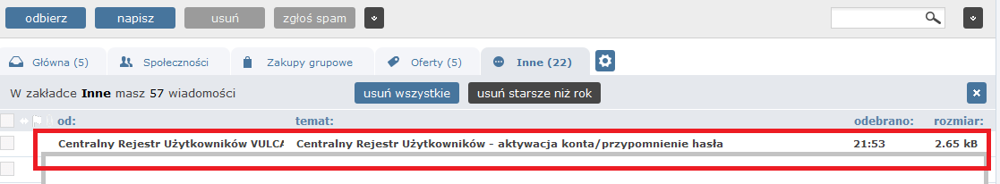 odbierz napisz usuń zgłoś spam
Główna (5) Społeczności Zakupy grupowe Oferty (5) Inne (22)
W zakładce Inne masz 57 wiadomości usuń wszystkie usuń starsze niż rok
od: temat: odebrano: rozmiar:
Centralny Rejestr Użytkowników VULCA Centralny Rejestr Użytkowników - aktywacja konta/przypomnienie hasła 21:53 2.65 kB